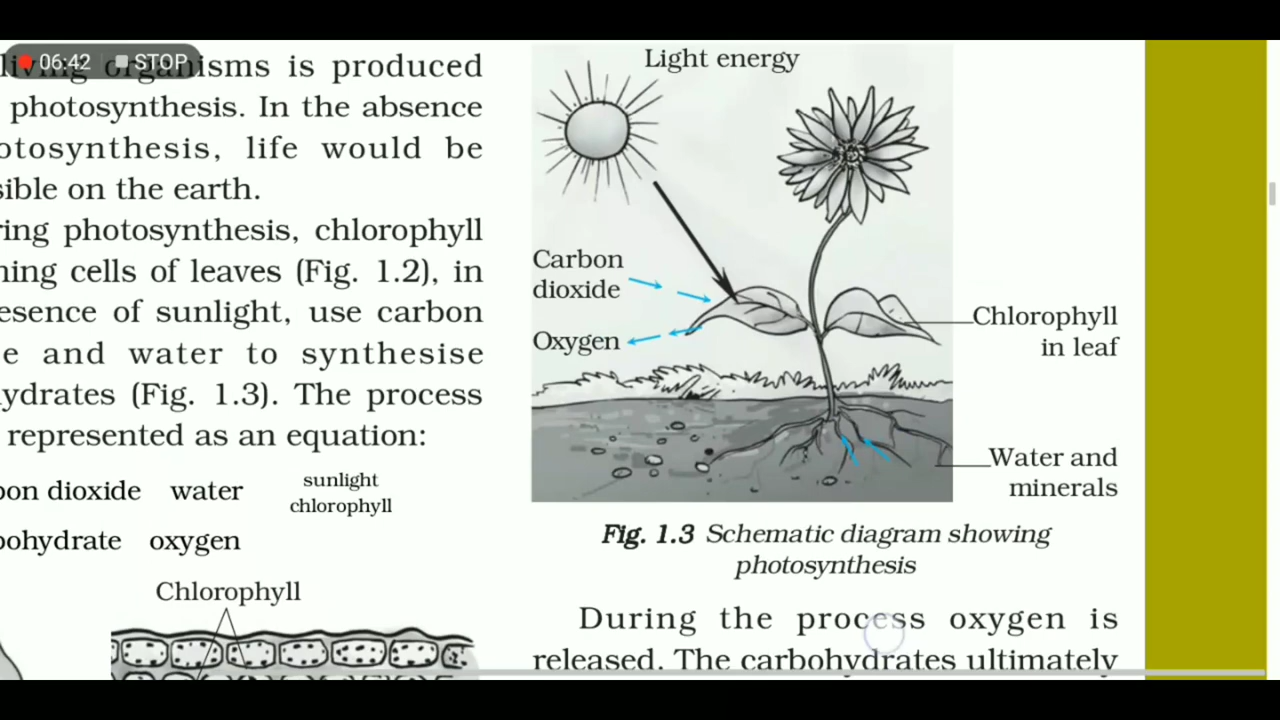 06:42 STOP
living organisms is produced
photosynthesis. In the absence
otosynthesis, life would be
sible on the earth.
ring photosynthesis, chlorophyll
ning cells of leaves (Fig. 1.2), in
esence of sunlight, use carbon
e and water to synthesise
ydrates (Fig. 1.3). The process
represented as an equation:
bon dioxide water sunlight
chlorophyll
bohydrate oxygen
Chlorophyll
Light energy
Carbon
dioxide
Oxygen
Chlorophyll
in leaf
Water and
minerals
Fig. 1.3 Schematic diagram showing
photosynthesis
During the process oxygen is
released. The carbohydrates ultimately